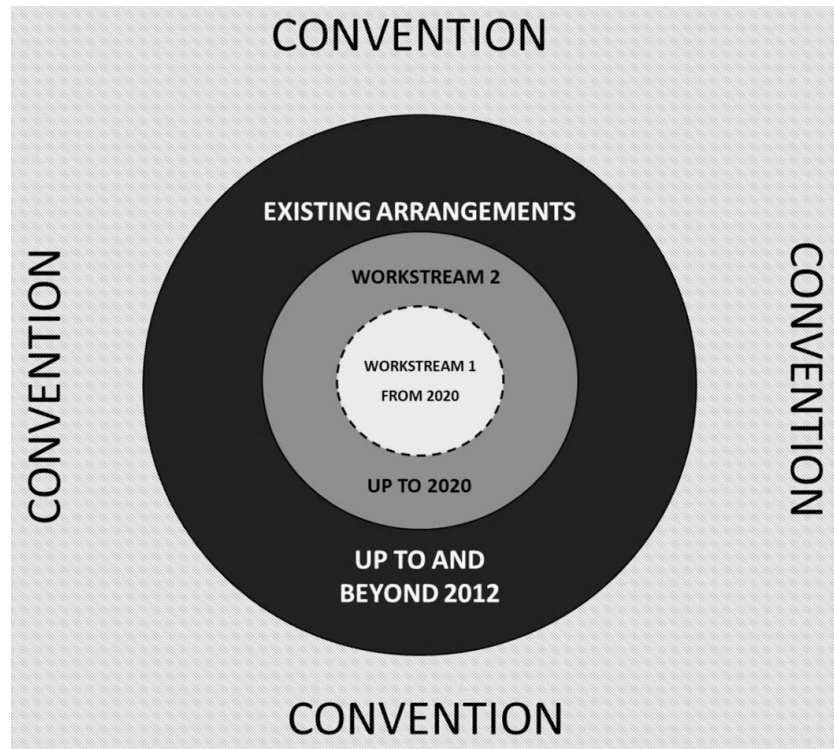 CONVENTION
EXISTING ARRANGEMENTS
WORKSTREAM 2
CONVENTION
CONVENTION
WORKSTREAM 1
FROM 2020
UP TO 2020
UP TO AND
BEYOND 2012
CONVENTION